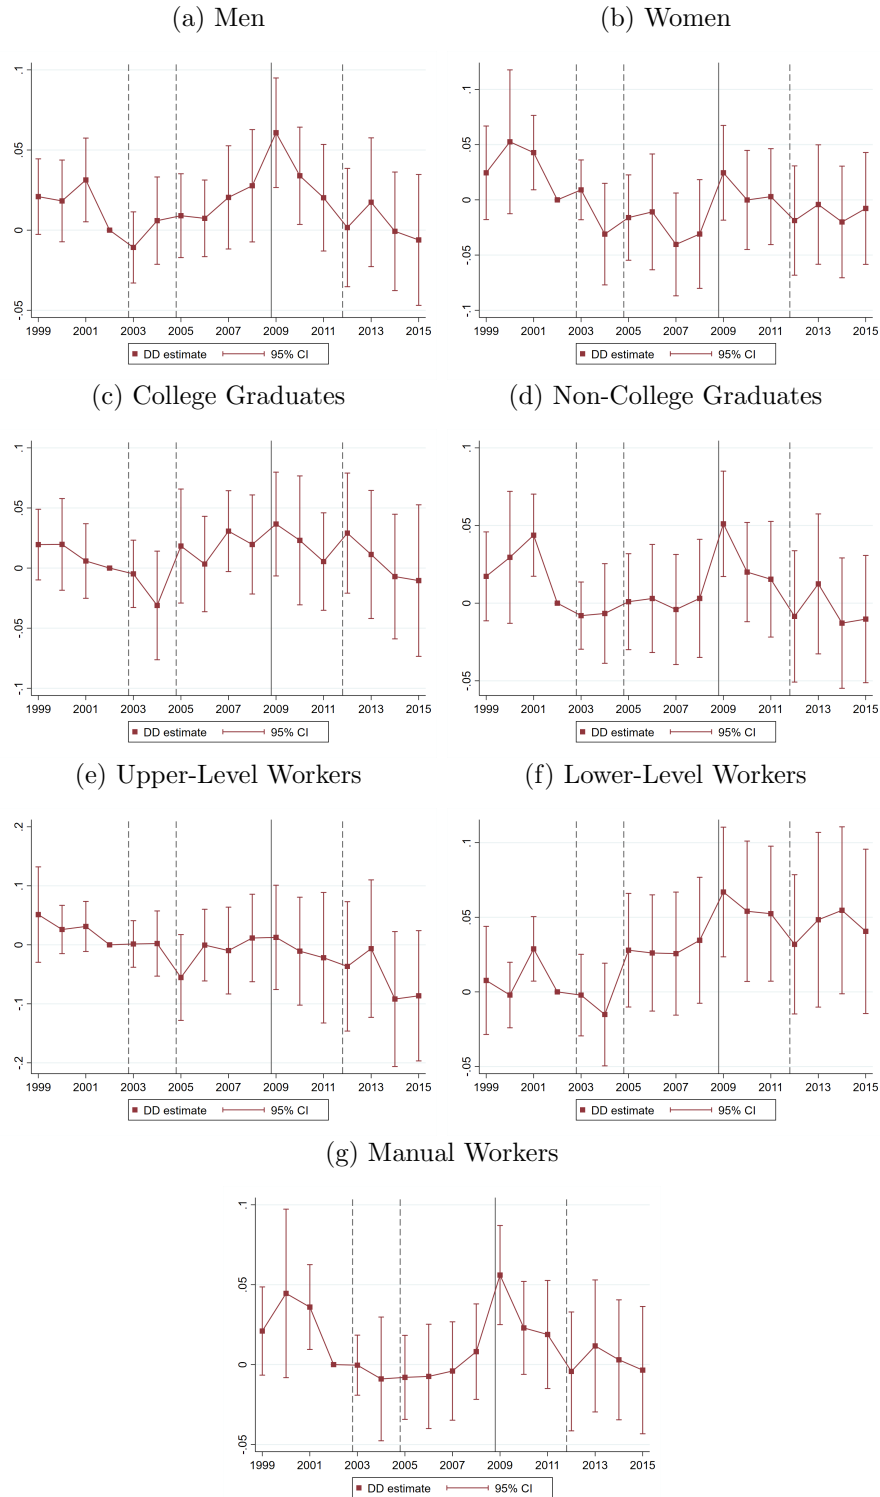 (a) Men
(b) Women
.1
.05
0
-.05
1999 2001 2003 2005 2007 2009 2011 2013 2015
DD estimate 95% CI
.1
.05
0
-.05
-.1
1999 2001 2003 2005 2007 2009 2011 2013 2015
DD estimate 95% CI
(c) College Graduates
(d) Non-College Graduates
.1
.05
0
-.05
-.1
1999 2001 2003 2005 2007 2009 2011 2013 2015
DD estimate 95% CI
.1
.05
0
-.05
1999 2001 2003 2005 2007 2009 2011 2013 2015
DD estimate 95% CI
(e) Upper-Level Workers
(f) Lower-Level Workers
.2
.1
0
-.1
-.2
1999 2001 2003 2005 2007 2009 2011 2013 2015
DD estimate 95% CI
.1
.05
0
-.05
1999 2001 2003 2005 2007 2009 2011 2013 2015
DD estimate 95% CI
(g) Manual Workers
.1
.05
0
-.05
1999 2001 2003 2005 2007 2009 2011 2013 2015
DD estimate 95% CI